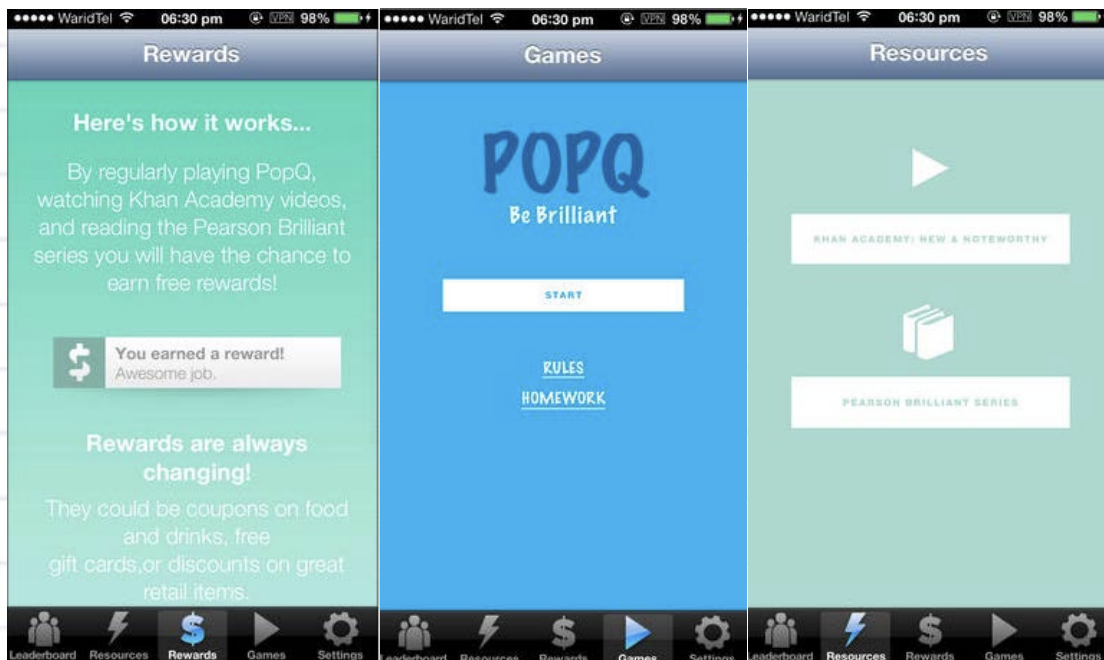 WaridTel 06:30 pm VPN 98%
Rewards
Here's how it works...
By regularly playing PopQ,
watching Khan Academy videos,
and reading the Pearson Brilliant
series you will have the chance to
earn free rewards!
$ You earned a reward!
Awesome job.
Rewards are always
changing!
They could be coupons on food
and drinks, free
gift cards,or discounts on great
retail items.
Leaderboard Resources $ Rewards Games Settings
WaridTel 06:30 pm VPN 98%
Games
POPQ
Be Brilliant
START
RULES
HOMEWORK
Leaderboard Resources $ Rewards Games Settings
WaridTel 06:30 pm VPN 98%
Resources
KHAN ACADEMY: NEW & NOTEWORTHY
PEARSON BRILLIANT SERIES
Leaderboard Resources $ Rewards Games Settings